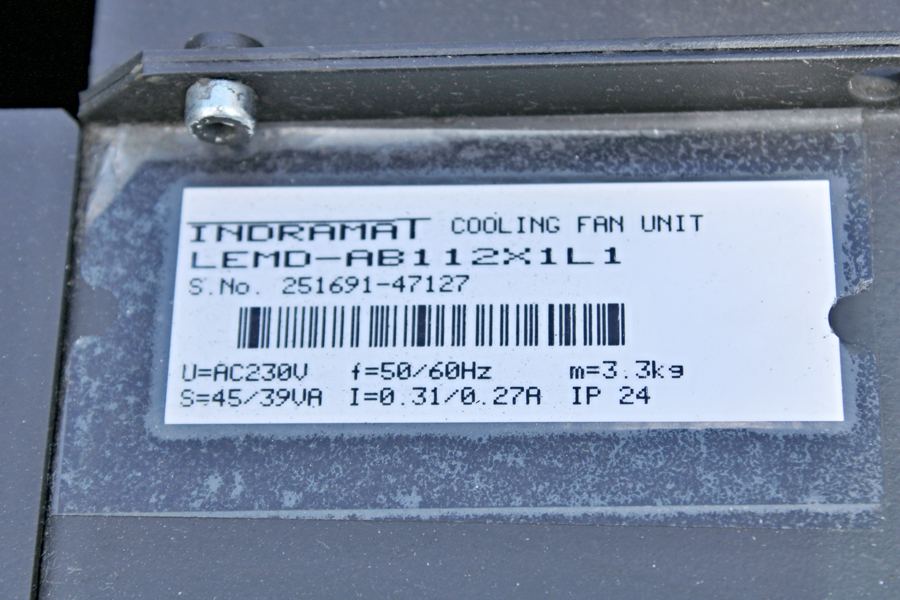 INDRAMAT COOLING FAN UNIT
LEMD-AB112X1L1
S.No. 251691-47127
U=AC230V f=50/60Hz m=3.3kg
S=45/39VA I=0.31/0.27A IP 24